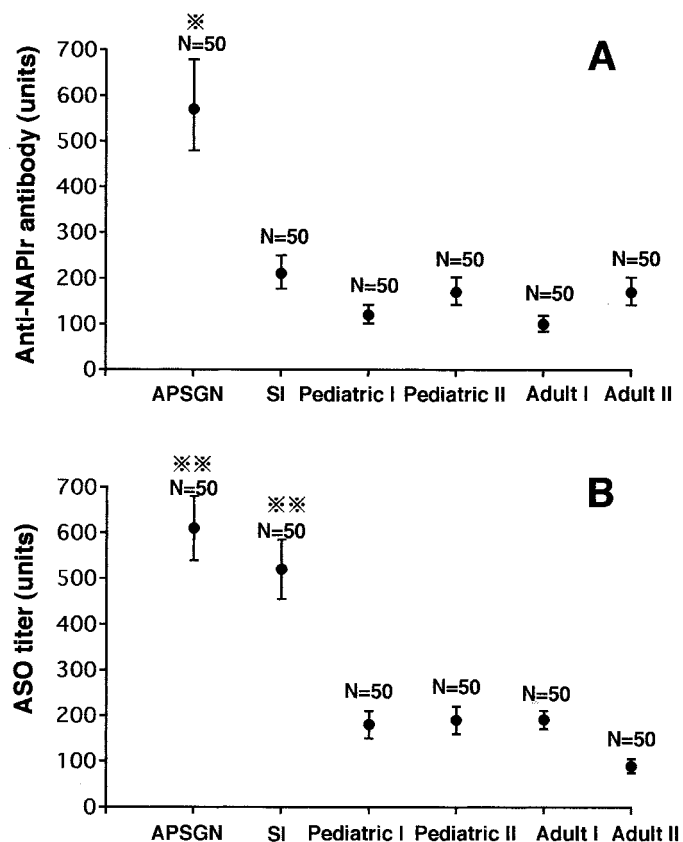 ※
N=50
A
700
600
500
400
300
200
100
0
Anti-NAPlr antibody (units)
N=50
N=50
N=50
N=50
N=50
APSGN SI Pediatric I Pediatric II Adult I Adult II
※※
N=50
※※
N=50
B
700
600
500
400
300
200
100
0
ASO titer (units)
N=50
N=50
N=50
N=50
APSGN SI Pediatric I Pediatric II Adult I Adult II